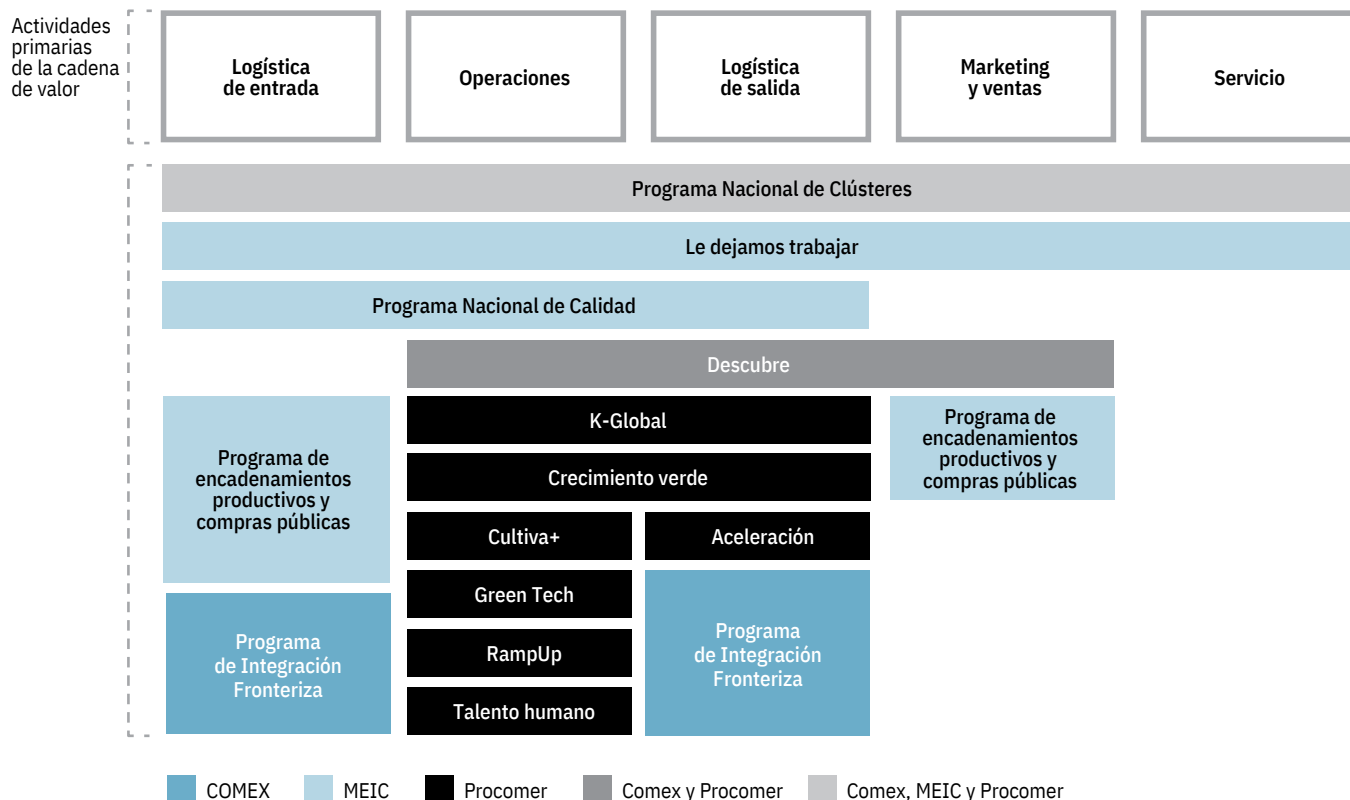 Actividades
primarias
de la cadena
de valor
Logística
de entrada
Operaciones
Logística
de salida
Marketing
y ventas
Servicio
Programa Nacional de Clústeres
Le dejamos trabajar
Programa Nacional de Calidad
Descubre
Programa de
encadenamientos
productivos y
compras públicas
K-Global
Programa de
encadenamientos
productivos y
compras públicas
Crecimiento verde
Cultiva+
Aceleración
Green Tech
Programa
de Integración
Fronteriza
RampUp
Programa
de Integración
Fronteriza
Talento humano
COMEX
MEIC
Procomer
Comex y Procomer
Comex, MEIC y Procomer